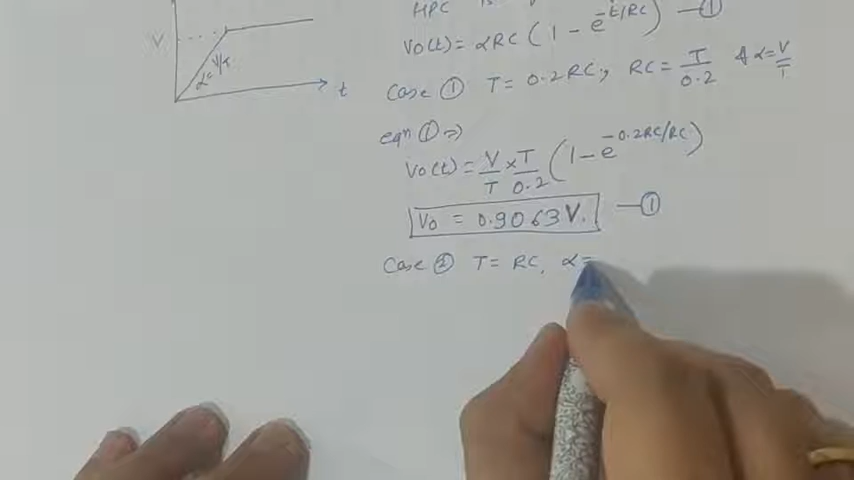 HPC
Vo(t) = αRC ( 1 - e^-t/RC ) —①
V
α = V/T
t
Case ① T = 0.2RC, RC = T/0.2 & α = V/T
eqn ① ⇒
Vo(t) = V/T × T/0.2 ( 1 - e^-0.2RC/RC )
Vo = 0.9063 V. —①
Case ② T = RC, α =